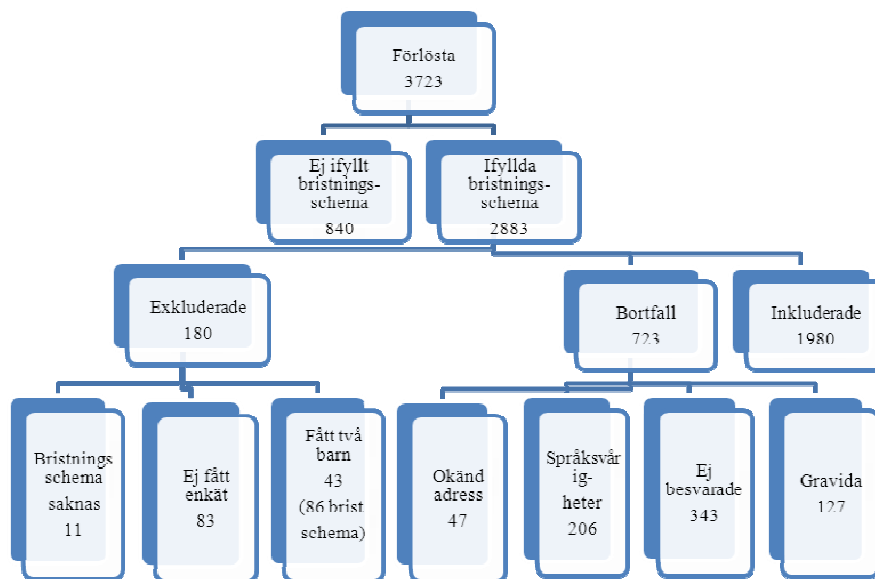 Förlösta
3723
Ej ifyllt
bristnings-
schema
840
Ifyllda
bristnings-
schema
2883
Exkluderade
180
Bortfall
723
Inkluderade
1980
Bristnings
schema
saknas
11
Ej fått
enkät
83
Fått två
barn
43
(86 brist.
schema)
Okänd
adress
47
Språksvår
ig-
heter
206
Ej
besvarade
343
Gravida
127